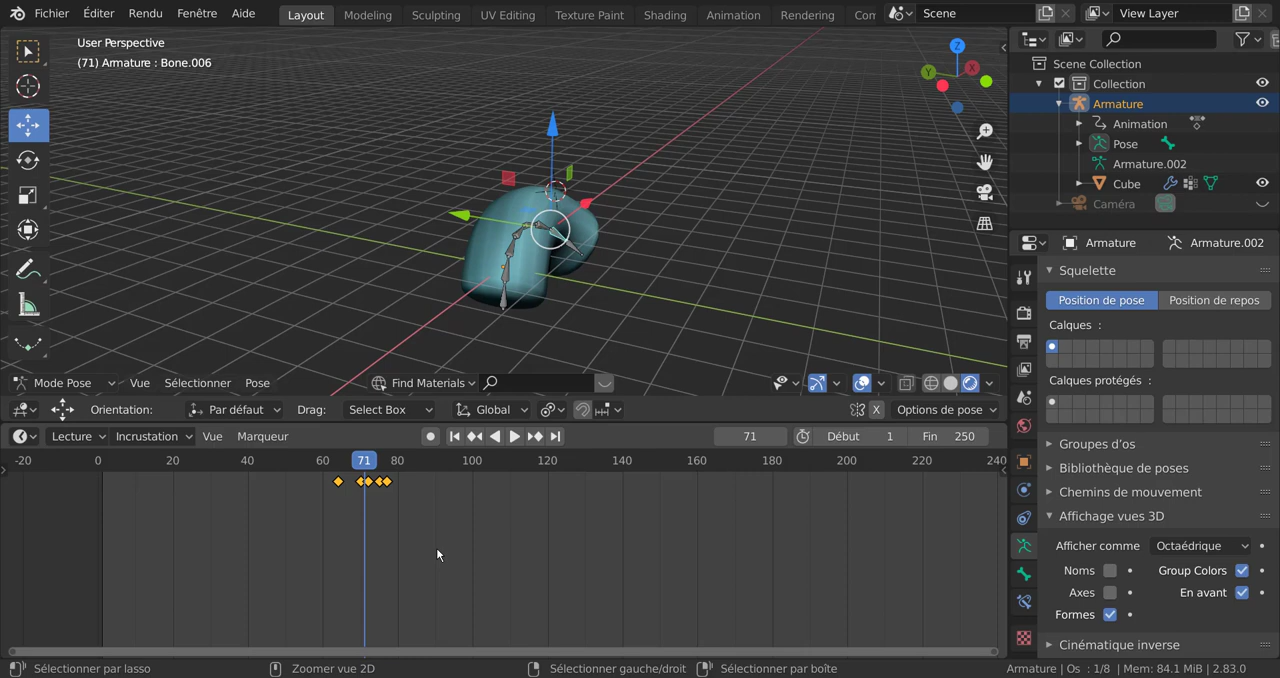 Fichier Éditer Rendu Fenêtre Aide Layout Modeling Sculpting UV Editing Texture Paint Shading Animation Rendering Con Scene View Layer
User Perspective
(71) Armature : Bone.006
Z
Y X
Scene Collection
Collection
Armature
Animation
Pose
Armature.002
Cube
Caméra
Armature Armature.002
Squelette
Position de pose Position de repos
Calques :
Calques protégés :
Groupes d'os
Bibliothèque de poses
Chemins de mouvement
Affichage vues 3D
Afficher comme Octaédrique
Noms Group Colors
Axes En avant
Formes
Cinématique inverse
Mode Pose Vue Sélectionner Pose Find Materials
Orientation: Par défaut Drag: Select Box Global X Options de pose
Lecture Incrustation Vue Marqueur 71 Début 1 Fin 250
-20 0 20 40 60 71 80 100 120 140 160 180 200 220 240
Sélectionner par lasso Zoomer vue 2D Sélectionner gauche/droit Sélectionner par boîte Armature | Os : 1/8 | Mem: 84.1 MiB | 2.83.0